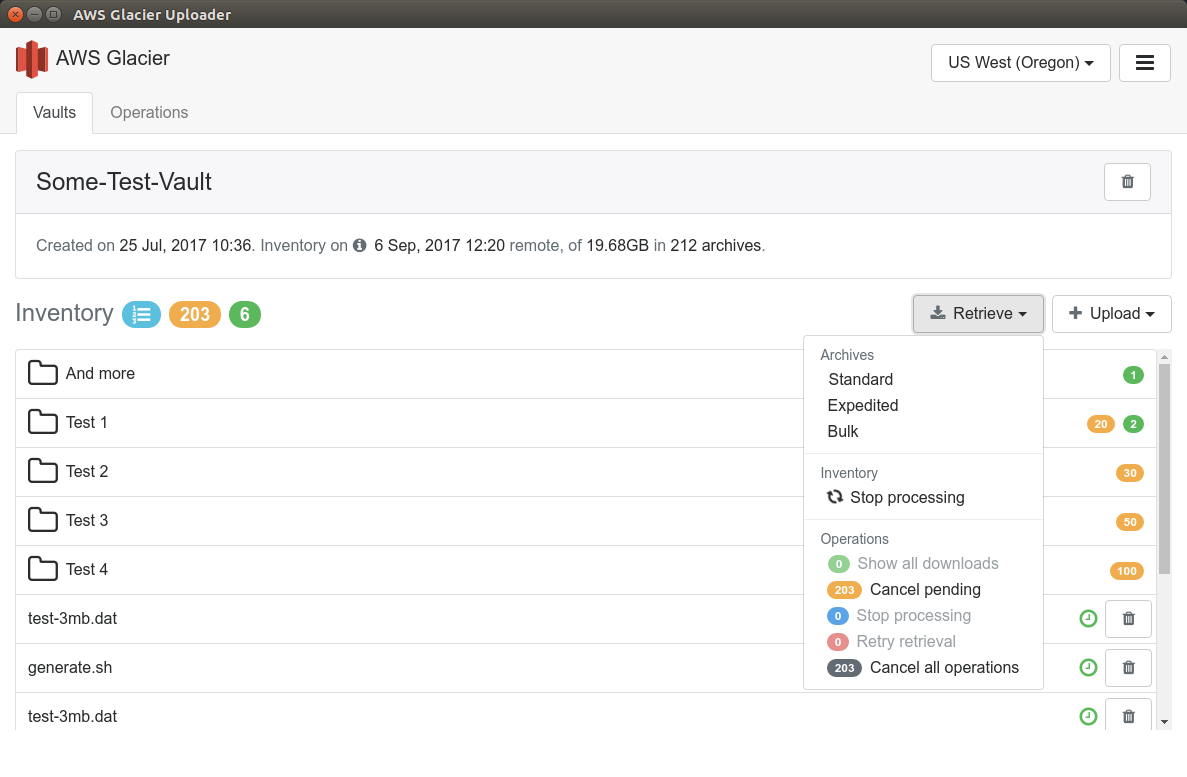 AWS Glacier Uploader
AWS Glacier
US West (Oregon)
Vaults
Operations
Some-Test-Vault
Created on 25 Jul, 2017 10:36. Inventory on 6 Sep, 2017 12:20 remote, of 19.68GB in 212 archives.
Inventory 203 6
Retrieve
Upload
Archives
Standard
Expedited
Bulk
Inventory
Stop processing
Operations
0 Show all downloads
203 Cancel pending
0 Stop processing
0 Retry retrieval
203 Cancel all operations
And more 1
Test 1 20 2
Test 2 30
Test 3 50
Test 4 100
test-3mb.dat
generate.sh
test-3mb.dat